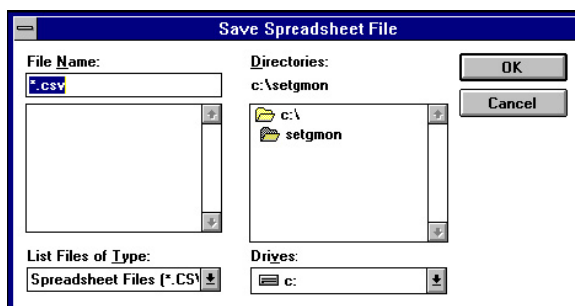 Save Spreadsheet File
File Name:
*.csv
Directories:
c:\setgmon
c:\
setgmon
OK
Cancel
List Files of Type:
Spreadsheet Files (*.CSV
Drives:
c: